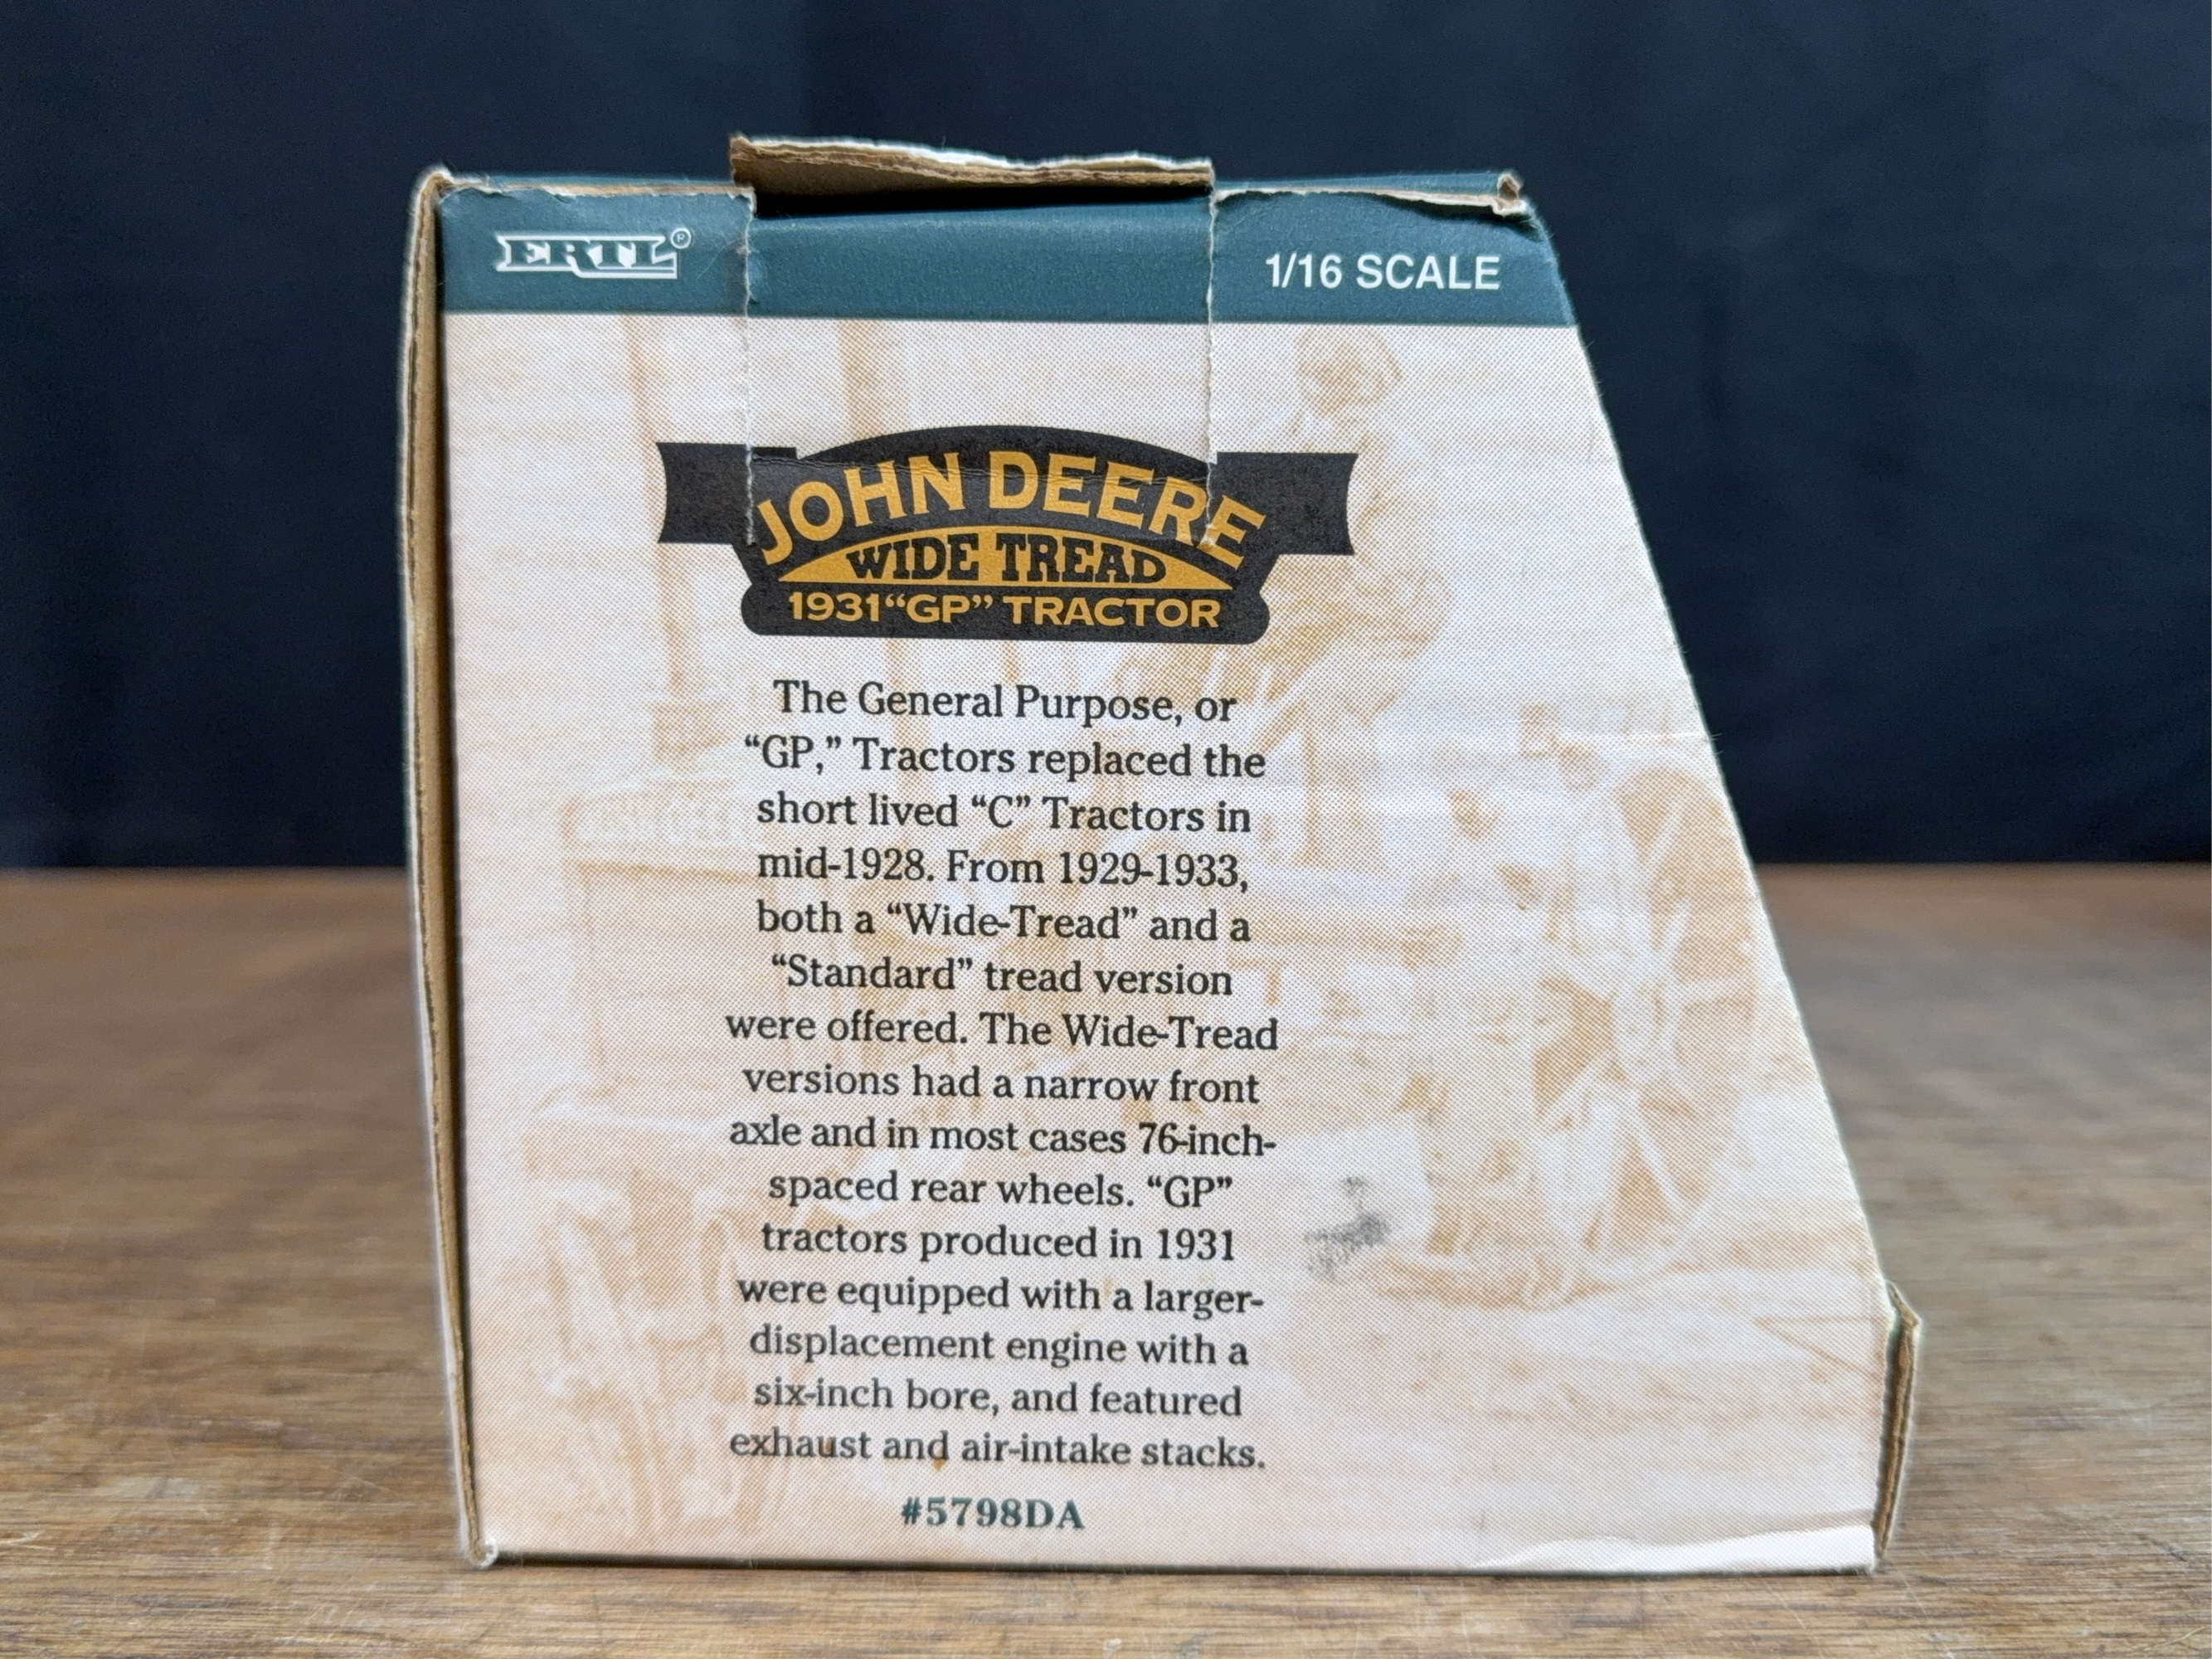 ERTL®
1/16 SCALE
JOHN DEERE
WIDE TREAD
1931 “GP” TRACTOR
The General Purpose, or
“GP,” Tractors replaced the
short lived “C” Tractors in
mid-1928. From 1929-1933,
both a “Wide-Tread” and a
“Standard” tread version
were offered. The Wide-Tread
versions had a narrow front
axle and in most cases 76-inch-
spaced rear wheels. “GP”
tractors produced in 1931
were equipped with a larger-
displacement engine with a
six-inch bore, and featured
exhaust and air-intake stacks.
#5798DA